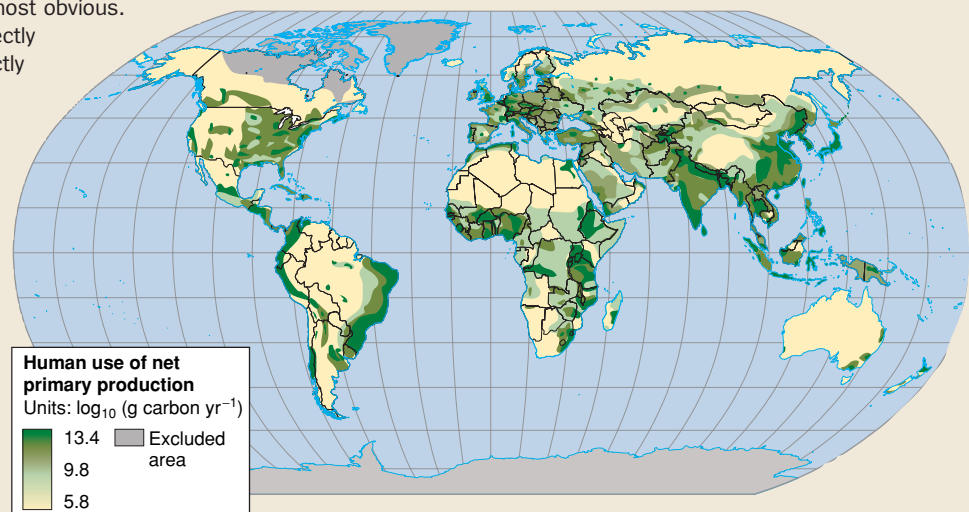 most obvious.
ectly
ctly
Human use of net
primary production
Units: log₁₀ (g carbon yr⁻¹)
13.4 Excluded
area
9.8
5.8